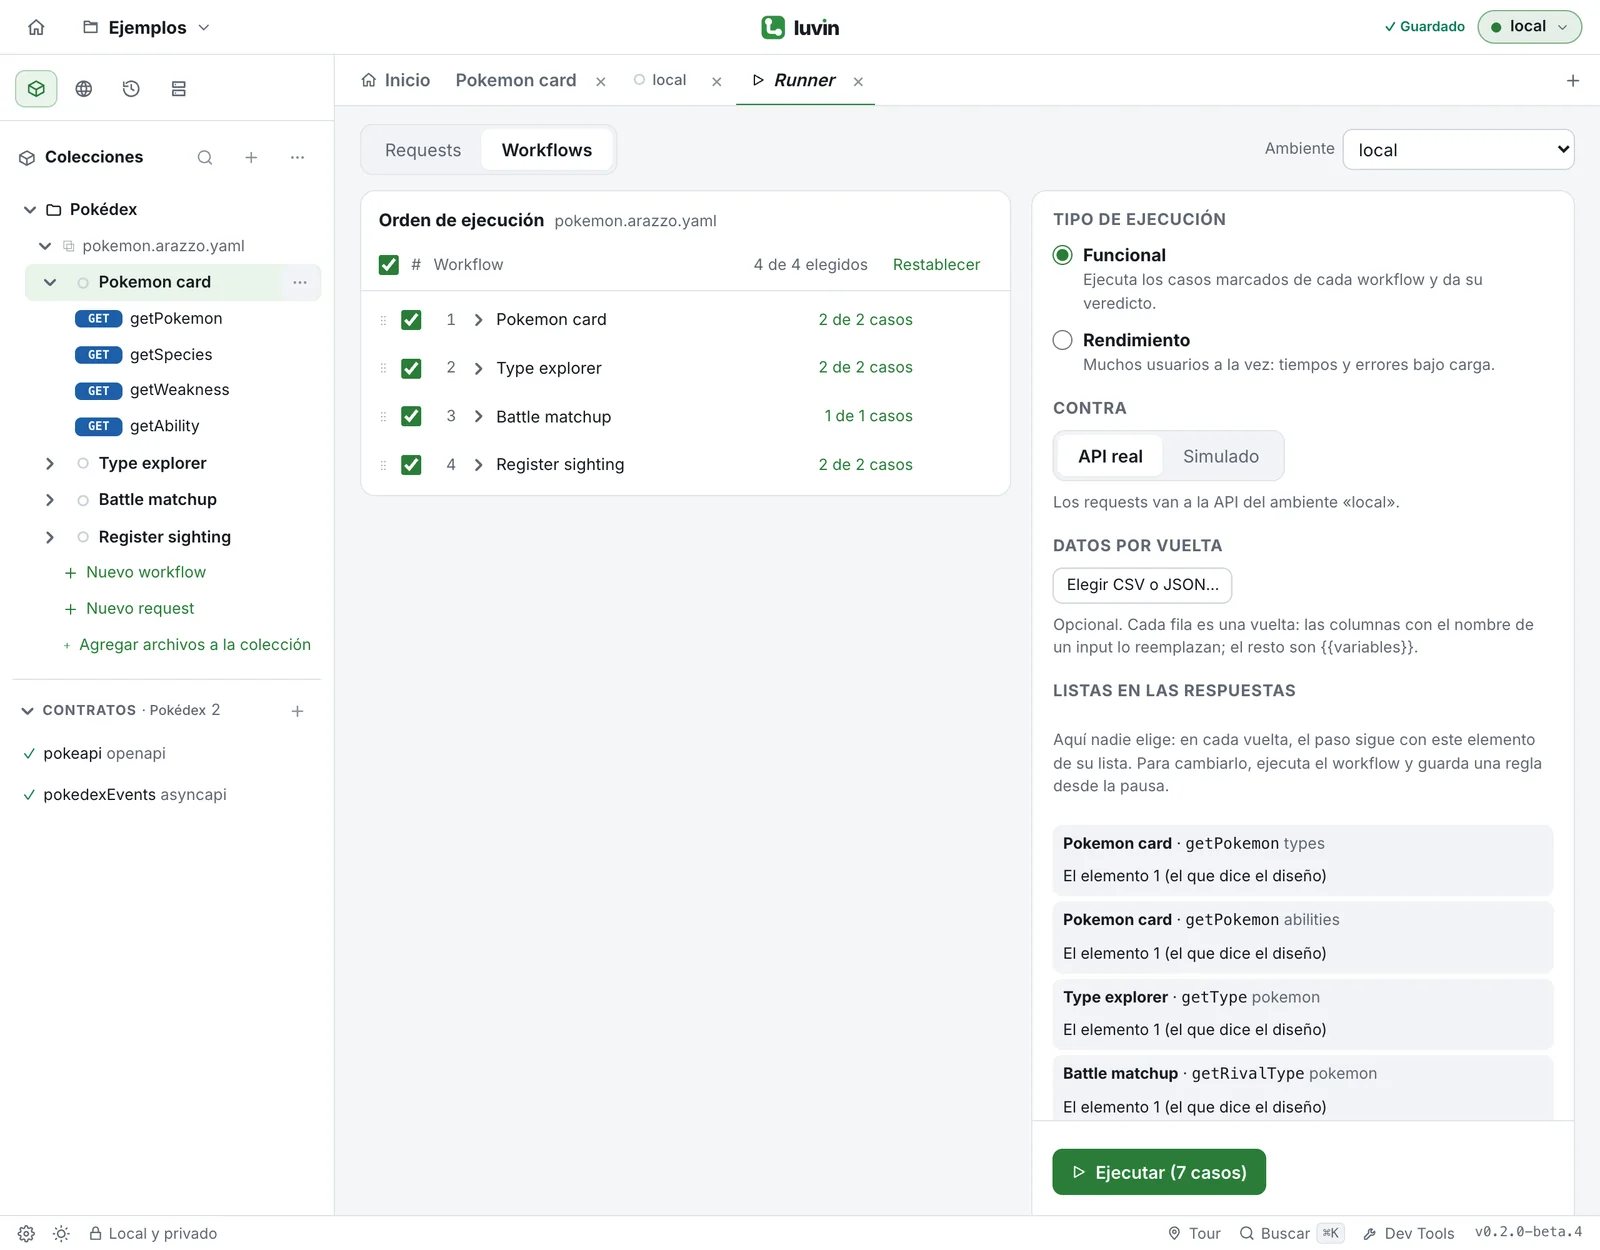 Ejemplos
luvin
Guardado
local
Inicio
Pokemon card
local
Runner
Colecciones
Pokédex
pokemon.arazzo.yaml
Pokemon card
GET getPokemon
GET getSpecies
GET getWeakness
GET getAbility
Type explorer
Battle matchup
Register sighting
+ Nuevo workflow
+ Nuevo request
+ Agregar archivos a la colección
CONTRATOS · Pokédex 2
pokeapi openapi
pokedexEvents asyncapi
Requests
Workflows
Ambiente
local
Orden de ejecución pokemon.arazzo.yaml
# Workflow 4 de 4 elegidos Restablecer
1 Pokemon card 2 de 2 casos
2 Type explorer 2 de 2 casos
3 Battle matchup 1 de 1 casos
4 Register sighting 2 de 2 casos
TIPO DE EJECUCIÓN
Funcional
Ejecuta los casos marcados de cada workflow y da su
veredicto.
Rendimiento
Muchos usuarios a la vez: tiempos y errores bajo carga.
CONTRA
API real
Simulado
Los requests van a la API del ambiente «local».
DATOS POR VUELTA
Elegir CSV o JSON...
Opcional. Cada fila es una vuelta: las columnas con el nombre de
un input lo reemplazan; el resto son {{variables}}.
LISTAS EN LAS RESPUESTAS
Aquí nadie elige: en cada vuelta, el paso sigue con este elemento
de su lista. Para cambiarlo, ejecuta el workflow y guarda una regla
desde la pausa.
Pokemon card · getPokemon types
El elemento 1 (el que dice el diseño)
Pokemon card · getPokemon abilities
El elemento 1 (el que dice el diseño)
Type explorer · getType pokemon
El elemento 1 (el que dice el diseño)
Battle matchup · getRivalType pokemon
El elemento 1 (el que dice el diseño)
Ejecutar (7 casos)
Local y privado
Tour
Buscar ⌘K
Dev Tools
v0.2.0-beta.4